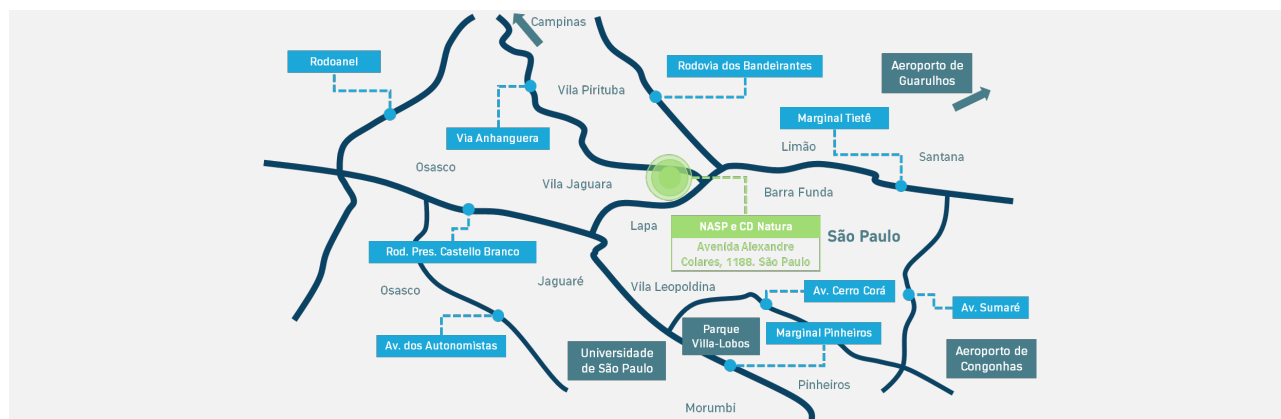 Campinas
Rodoanel
Rodovia dos Bandeirantes
Aeroporto de
Guarulhos
Vila Pirituba
Marginal Tietê
Via Anhanguera
Limão
Santana
Osasco
Vila Jaguara
Barra Funda
Lapa
NASP e CD Natura
Avenida Alexandre
Colares, 1188. São Paulo
São Paulo
Rod. Pres. Castello Branco
Jaguaré
Vila Leopoldina
Osasco
Av. Cerro Corá
Av. Sumaré
Parque
Villa-Lobos
Marginal Pinheiros
Av. dos Autonomistas
Universidade
de São Paulo
Aeroporto de
Congonhas
Pinheiros
Morumbi